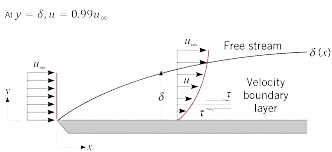 At y = δ, u = 0.99u∞
u∞
Free stream
δ(x)
u∞
y
δ
u
τ
τ
Velocity
boundary
layer
x